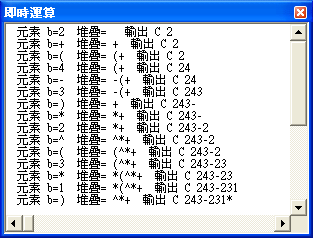 即時運算
元素 b=2 堆疊= 輸出 C 2
元素 b=+ 堆疊= + 輸出 C 2
元素 b=( 堆疊= (+ 輸出 C 2
元素 b=4 堆疊= (+ 輸出 C 24
元素 b=- 堆疊= -(+ 輸出 C 24
元素 b=3 堆疊= -(+ 輸出 C 243
元素 b=) 堆疊= + 輸出 C 243-
元素 b=* 堆疊= *+ 輸出 C 243-
元素 b=2 堆疊= *+ 輸出 C 243-2
元素 b=^ 堆疊= ^*+ 輸出 C 243-2
元素 b=( 堆疊= (^*+ 輸出 C 243-2
元素 b=3 堆疊= (^*+ 輸出 C 243-23
元素 b=* 堆疊= *(^*+ 輸出 C 243-23
元素 b=1 堆疊= *(^*+ 輸出 C 243-231
元素 b=) 堆疊= ^*+ 輸出 C 243-231*